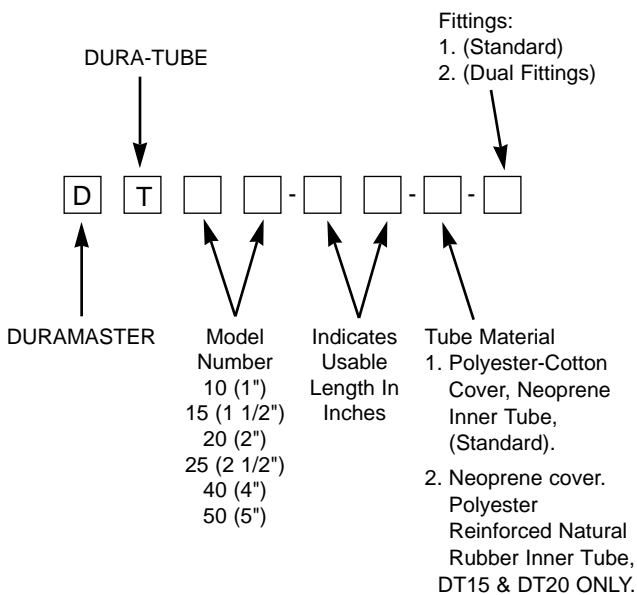 Fittings:
1. (Standard)
2. (Dual Fittings)
DURA-TUBE
D T - - -
DURAMASTER
Model
Number
10 (1")
15 (1 1/2")
20 (2")
25 (2 1/2")
40 (4")
50 (5")
Indicates
Usable
Length In
Inches
Tube Material
1. Polyester-Cotton
Cover, Neoprene
Inner Tube,
(Standard).
2. Neoprene cover.
Polyester
Reinforced Natural
Rubber Inner Tube,
DT15 & DT20 ONLY.